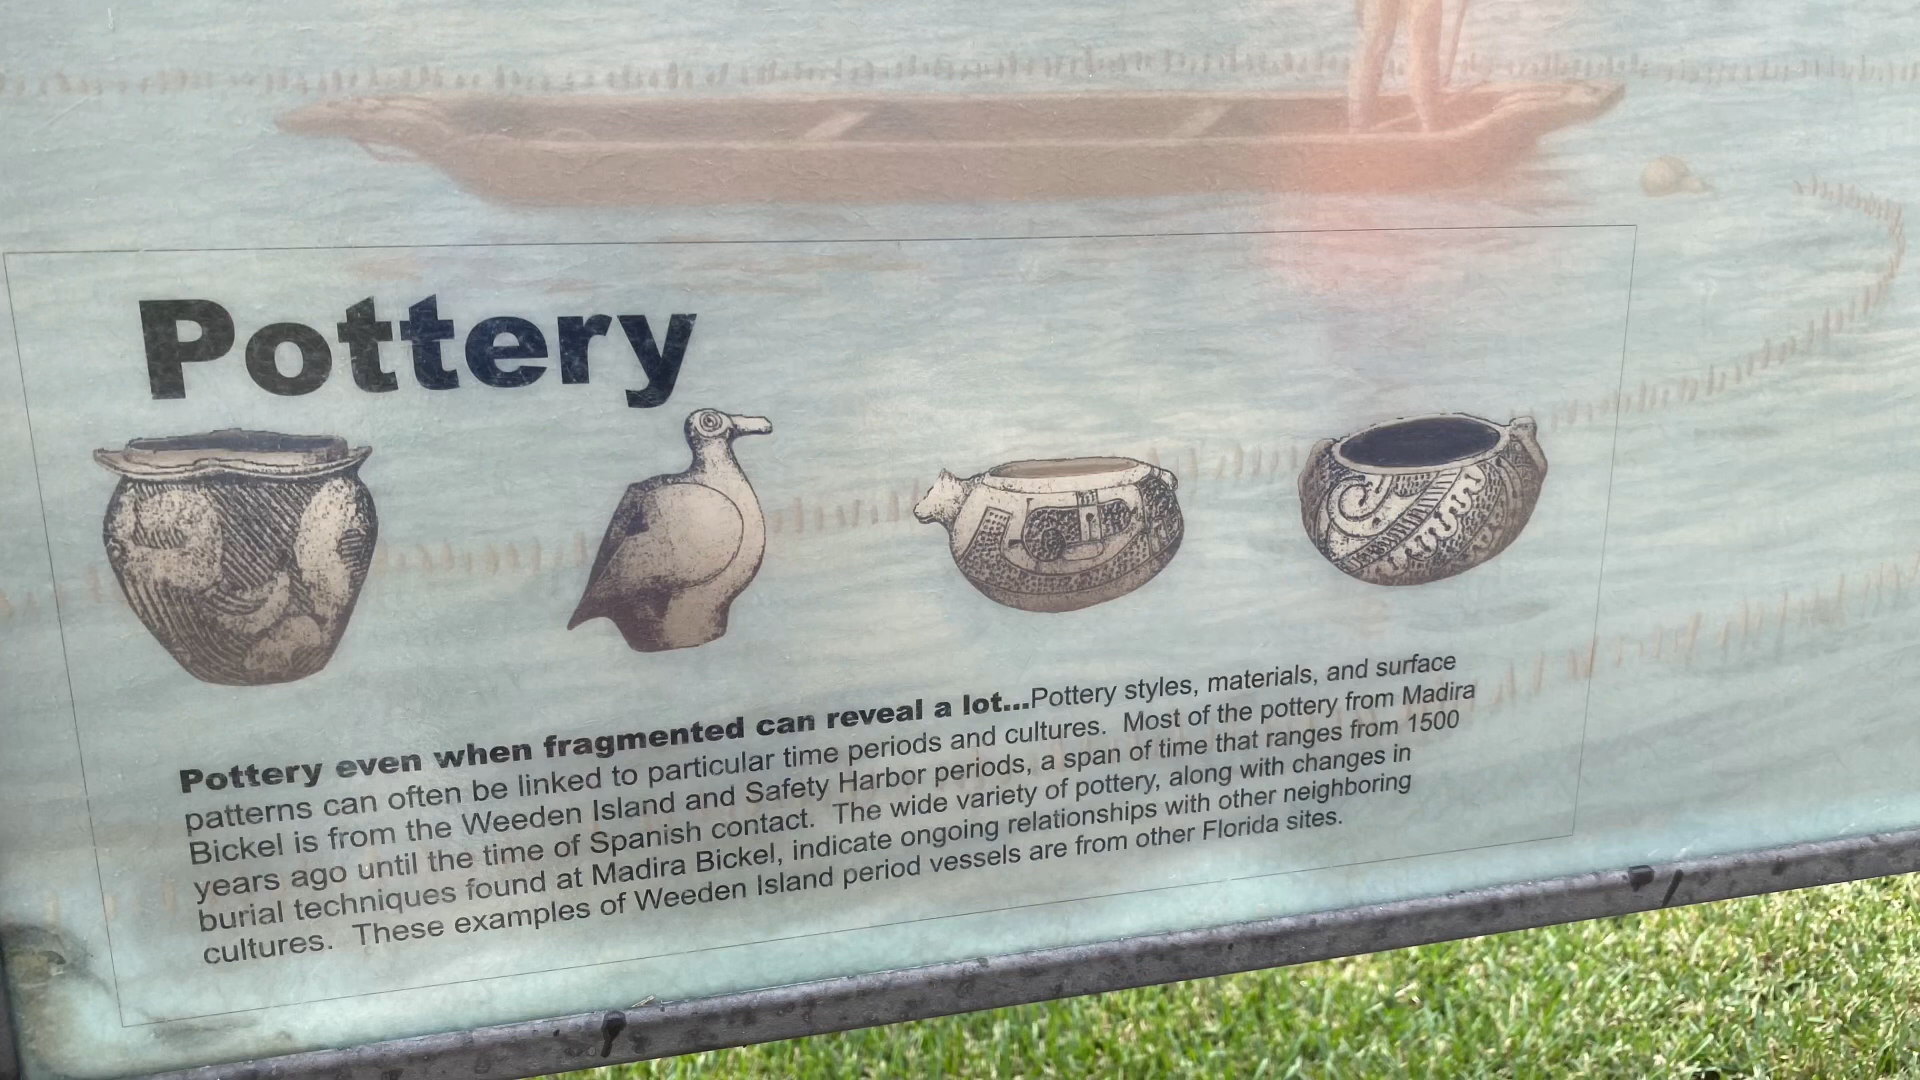 Pottery
Pottery even when fragmented can reveal a lot...Pottery styles, materials, and surface
patterns can often be linked to particular time periods and cultures. Most of the pottery from Madira
Bickel is from the Weeden Island and Safety Harbor periods, a span of time that ranges from 1500
years ago until the time of Spanish contact. The wide variety of pottery, along with changes in
burial techniques found at Madira Bickel, indicate ongoing relationships with other neighboring
cultures. These examples of Weeden Island period vessels are from other Florida sites.